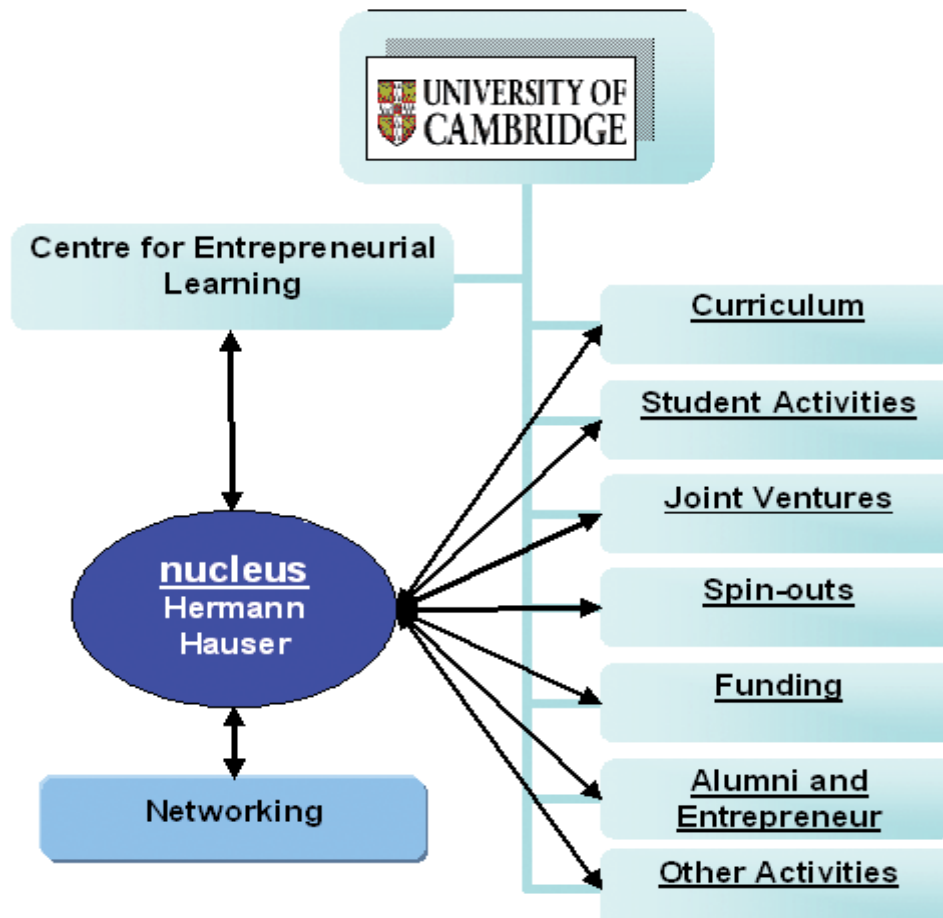 UNIVERSITY OF
CAMBRIDGE
Centre for Entrepreneurial
Learning
Curriculum
Student Activities
Joint Ventures
nucleus
Hermann
Hauser
Spin-outs
Funding
Networking
Alumni and
Entrepreneur
Other Activities